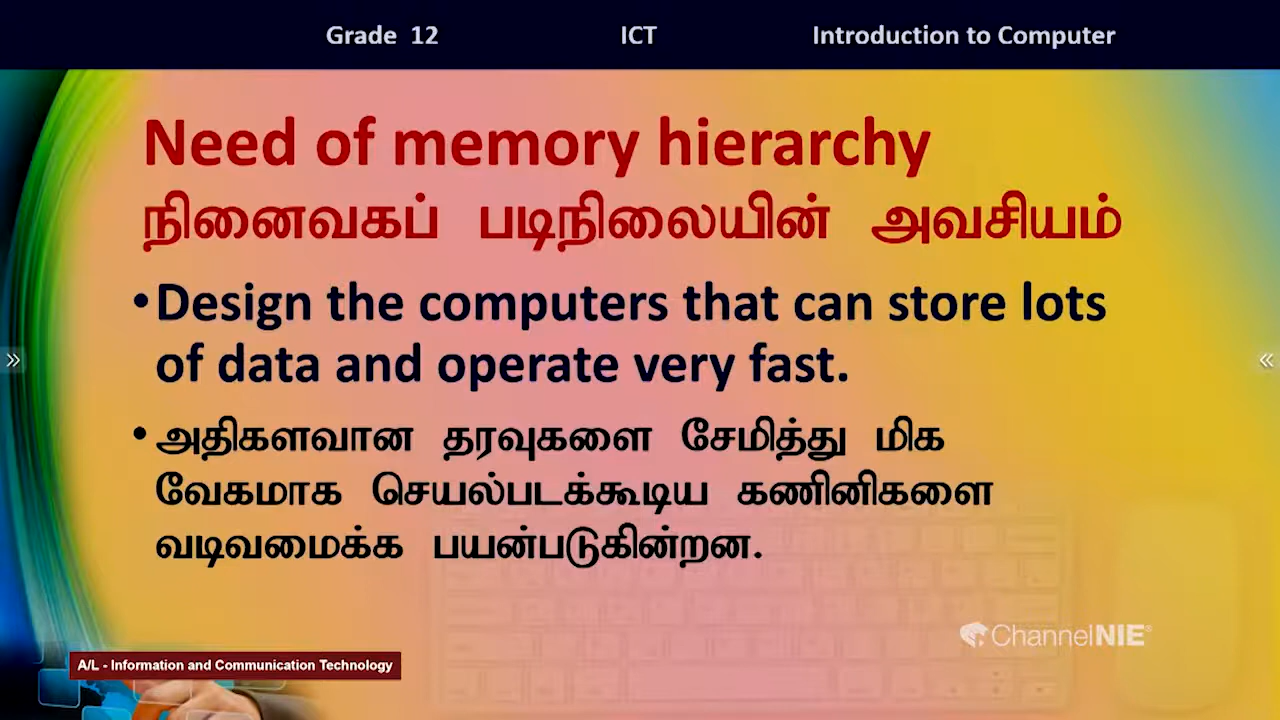 Grade 12 ICT Introduction to Computer
Need of memory hierarchy
நினைவகப் படிநிலையின் அவசியம்
•Design the computers that can store lots
of data and operate very fast.
•அதிகளவான தரவுகளை சேமித்து மிக
வேகமாக செயல்படக்கூடிய கணினிகளை
வடிவமைக்க பயன்படுகின்றன.
ChannelNIE®
A/L - Information and Communication Technology